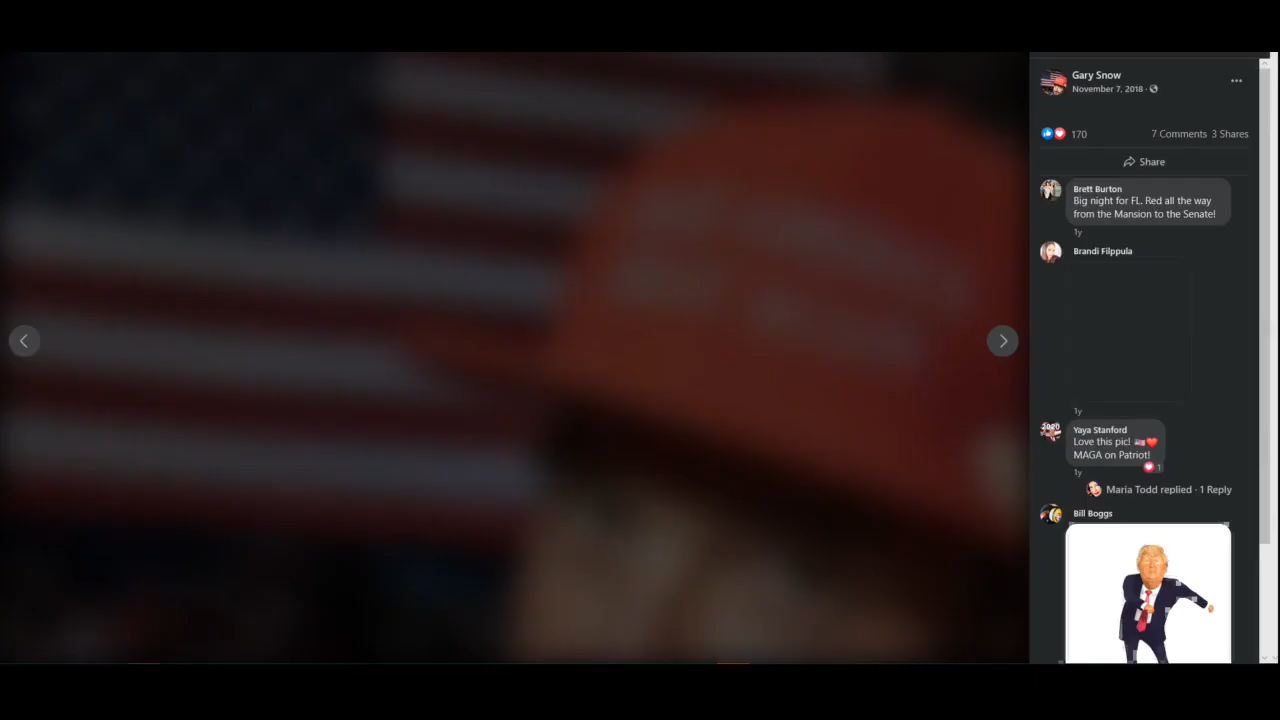 Gary Snow
November 7, 2018 ·
170
7 Comments 3 Shares
Share
Brett Burton
Big night for FL. Red all the way
from the Mansion to the Senate!
1y
Brandi Filppula
1y
2020
Yaya Stanford
Love this pic! 🇺🇸❤️
MAGA on Patriot!
1
1y
Maria Todd replied · 1 Reply
Bill Boggs